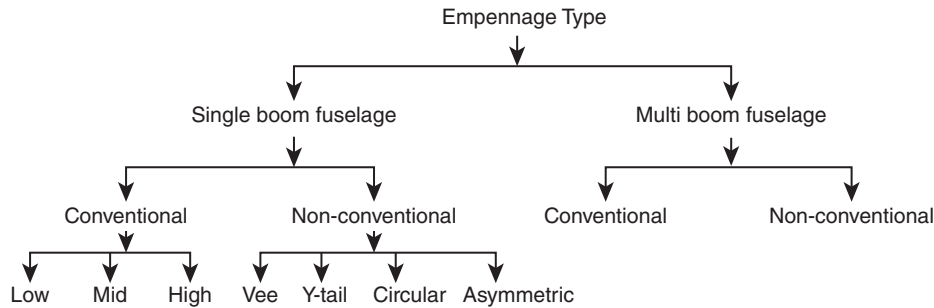 Empennage Type
Single boom fuselage Multi boom fuselage
Conventional Non-conventional Conventional Non-conventional
Low Mid High Vee Y-tail Circular Asymmetric